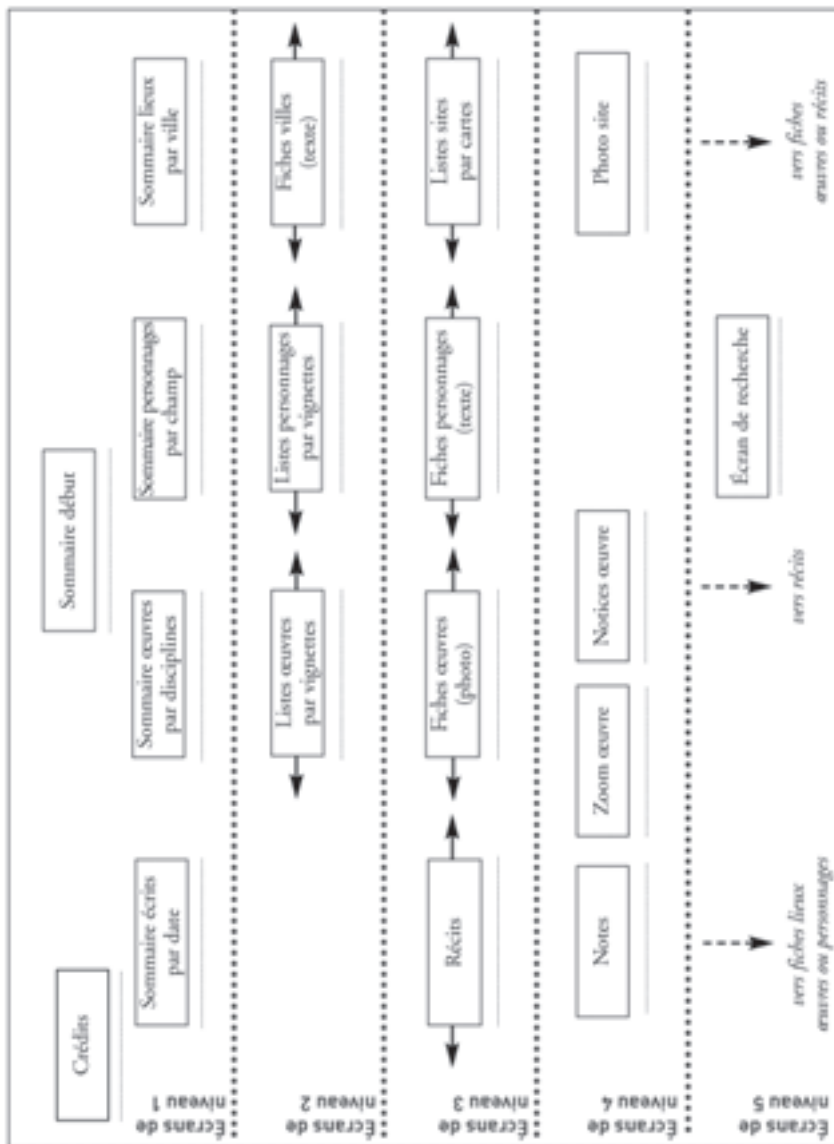 Crédits
Sommaire début
Écrans de
niveau 1
Sommaire écrits
par date
Sommaire œuvres
par disciplines
Sommaire personnages
par champ
Sommaire lieux
par ville
Écrans de
niveau 2
Listes œuvres
par vignettes
Listes personnages
par vignettes
Fiches villes
(texte)
Écrans de
niveau 3
Récits
Fiches œuvres
(photo)
Fiches personnages
(texte)
Listes sites
par cartes
Écrans de
niveau 4
Notes
Zoom œuvre
Notices œuvre
Photo site
Écrans de
niveau 5
vers fiches lieux
œuvres ou personnages
vers récits
Écran de recherche
vers fiches
œuvres ou récits